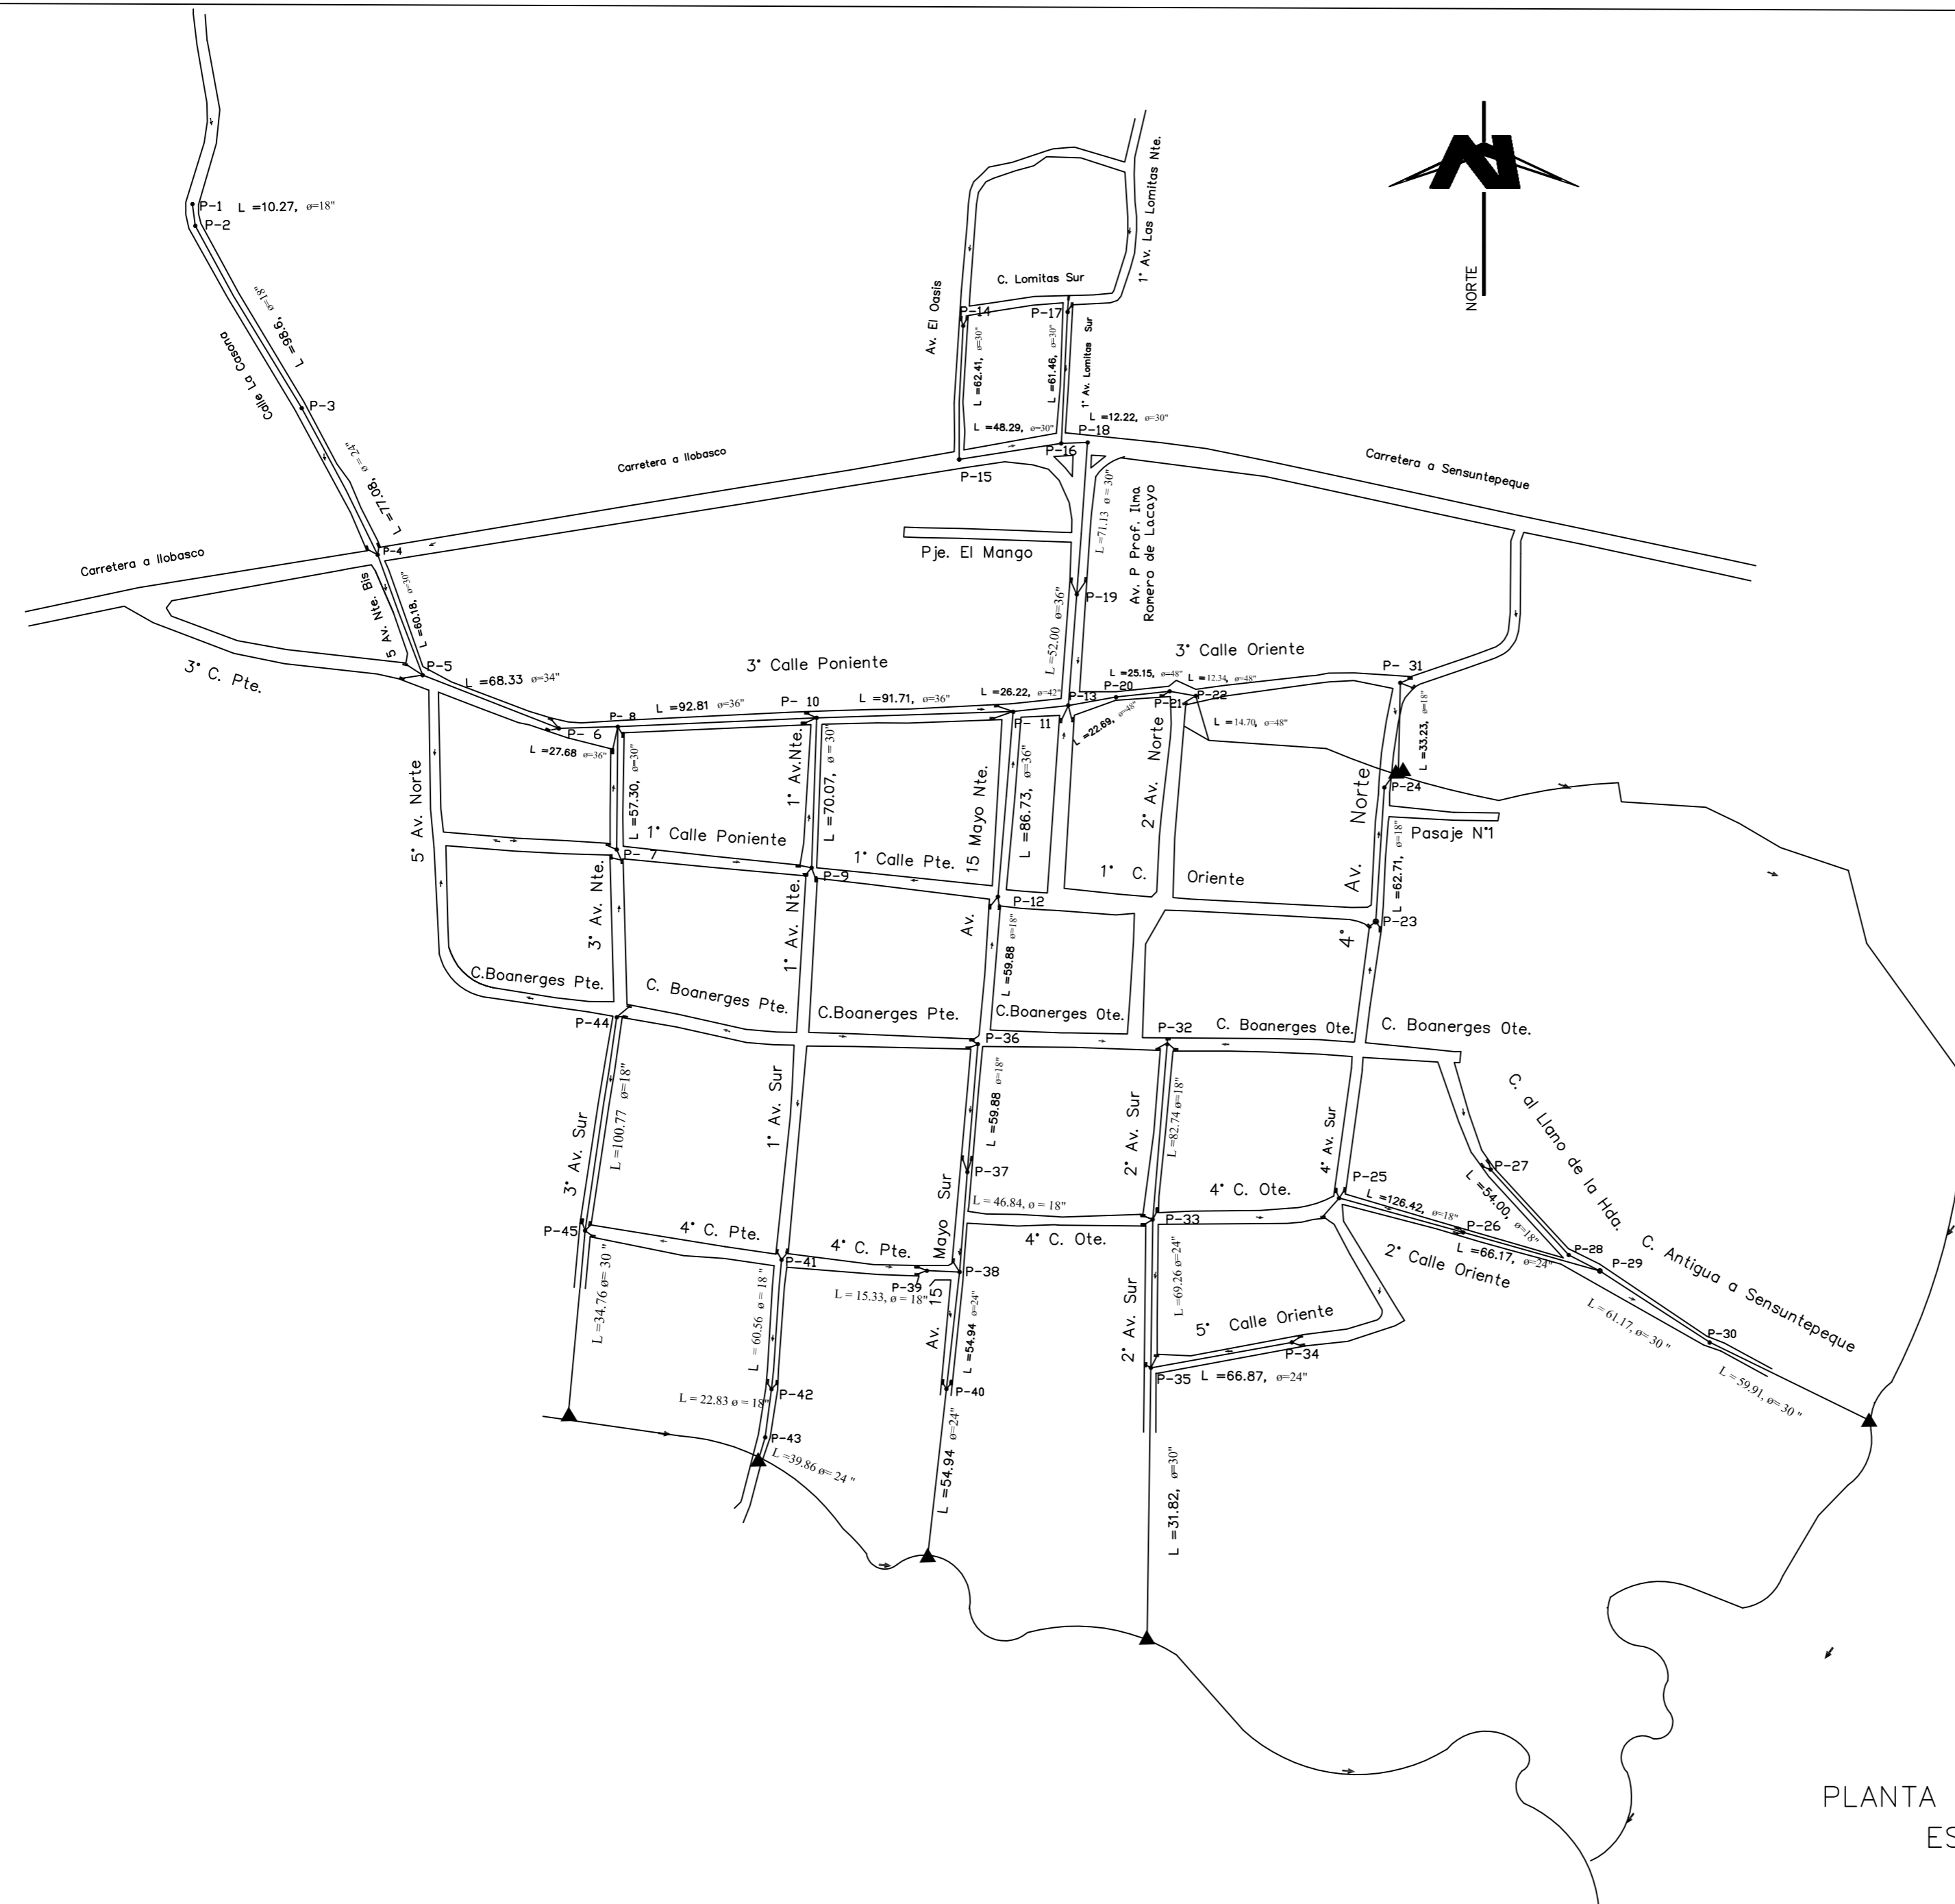 P-1 L =10.27, ø=18"
P-2
L =98.6, ø=18"
Calle La Casona
P-3
L =77.08, ø=24"
P-4
Carretera a Ilobasco
Carretera a Ilobasco
5 Av. Nte. Bis
L =60.18, ø=30"
3° C. Pte.
P-5
L =68.33 ø=34"
1° Av. Las Lomitas Nte.
C. Lomitas Sur
Av. El Oasis
P-14
P-17
L =62.41, ø=30"
L =61.46, ø=30"
1° Av. Lomitas Sur
L =12.22, ø=30"
L =48.29, ø=30"
P-18
P-16
P-15
NORTE
Carretera a Sensuntepeque
L =71.13 ø=30"
Av. P Prof. Ilma
Romero de Lacayo
Pje. El Mango
P-19
L =52.00 ø=36"
3° Calle Poniente
3° Calle Oriente
P- 31
L =25.15, ø=48" L =12.34, ø=48"
P-20
P-22
P-21
P-13
L =26.22, ø=42"
L =92.81 ø=36"
P- 10
L =91.71, ø=36"
P- 8
P- 6
P- 11
L =22.69, ø=48"
L =14.70, ø=48"
L =33.23, ø=18"
L =27.68 ø=36"
L =57.30, ø=30"
1° Av.Nte.
L =70.07, ø = 30"
15 Mayo Nte.
L =86.73, ø=36"
2° Av. Norte
Av. Norte
P-24
Pasaje N°1
L =62.71, ø=18"
5° Av. Norte
1° Calle Poniente
P- 7
1° Calle Pte.
P-9
1° C. Oriente
P-12
P-23
4°
3° Av. Nte.
1° Av. Nte.
Av.
L =59.88 ø=18"
C.Boanerges Pte.
C. Boanerges Pte.
C.Boanerges Pte.
C.Boanerges Ote.
C. Boanerges Ote.
C. Boanerges Ote.
P-44
P-36
P-32
3° Av. Sur
L =100.77 ø=18"
1° Av. Sur
L =59.88 ø=18"
2° Av. Sur
L =82.74 ø=18"
4° Av. Sur
C. al Llano de la Hda.
P-27
L =54.00, ø=18"
P-37
L = 46.84, ø = 18"
4° C. Ote.
P-25
L =126.42, ø=18"
P-26
P-28
P-29
L =66.17, ø=24"
2° Calle Oriente
C. Antigua a Sensuntepeque
P-45
4° C. Pte.
4° C. Pte.
Mayo Sur
P-33
4° C. Ote.
P-41
P-39
P-38
L = 15.33, ø = 18"
Av. 15
L =34.76 ø= 30 "
L = 60.56 ø = 18"
L =54.94 ø=24"
L =69.26 ø=24"
2° Av. Sur
5° Calle Oriente
P-34
P-35 L =66.87, ø=24"
L = 61.17, ø= 30 "
P-30
L = 59.91, ø= 30 "
P-42
P-40
L = 22.83 ø = 18"
P-43
L =39.86 ø= 24 "
L =54.94 ø=24"
L =31.82, ø=30"
PLANTA
ES